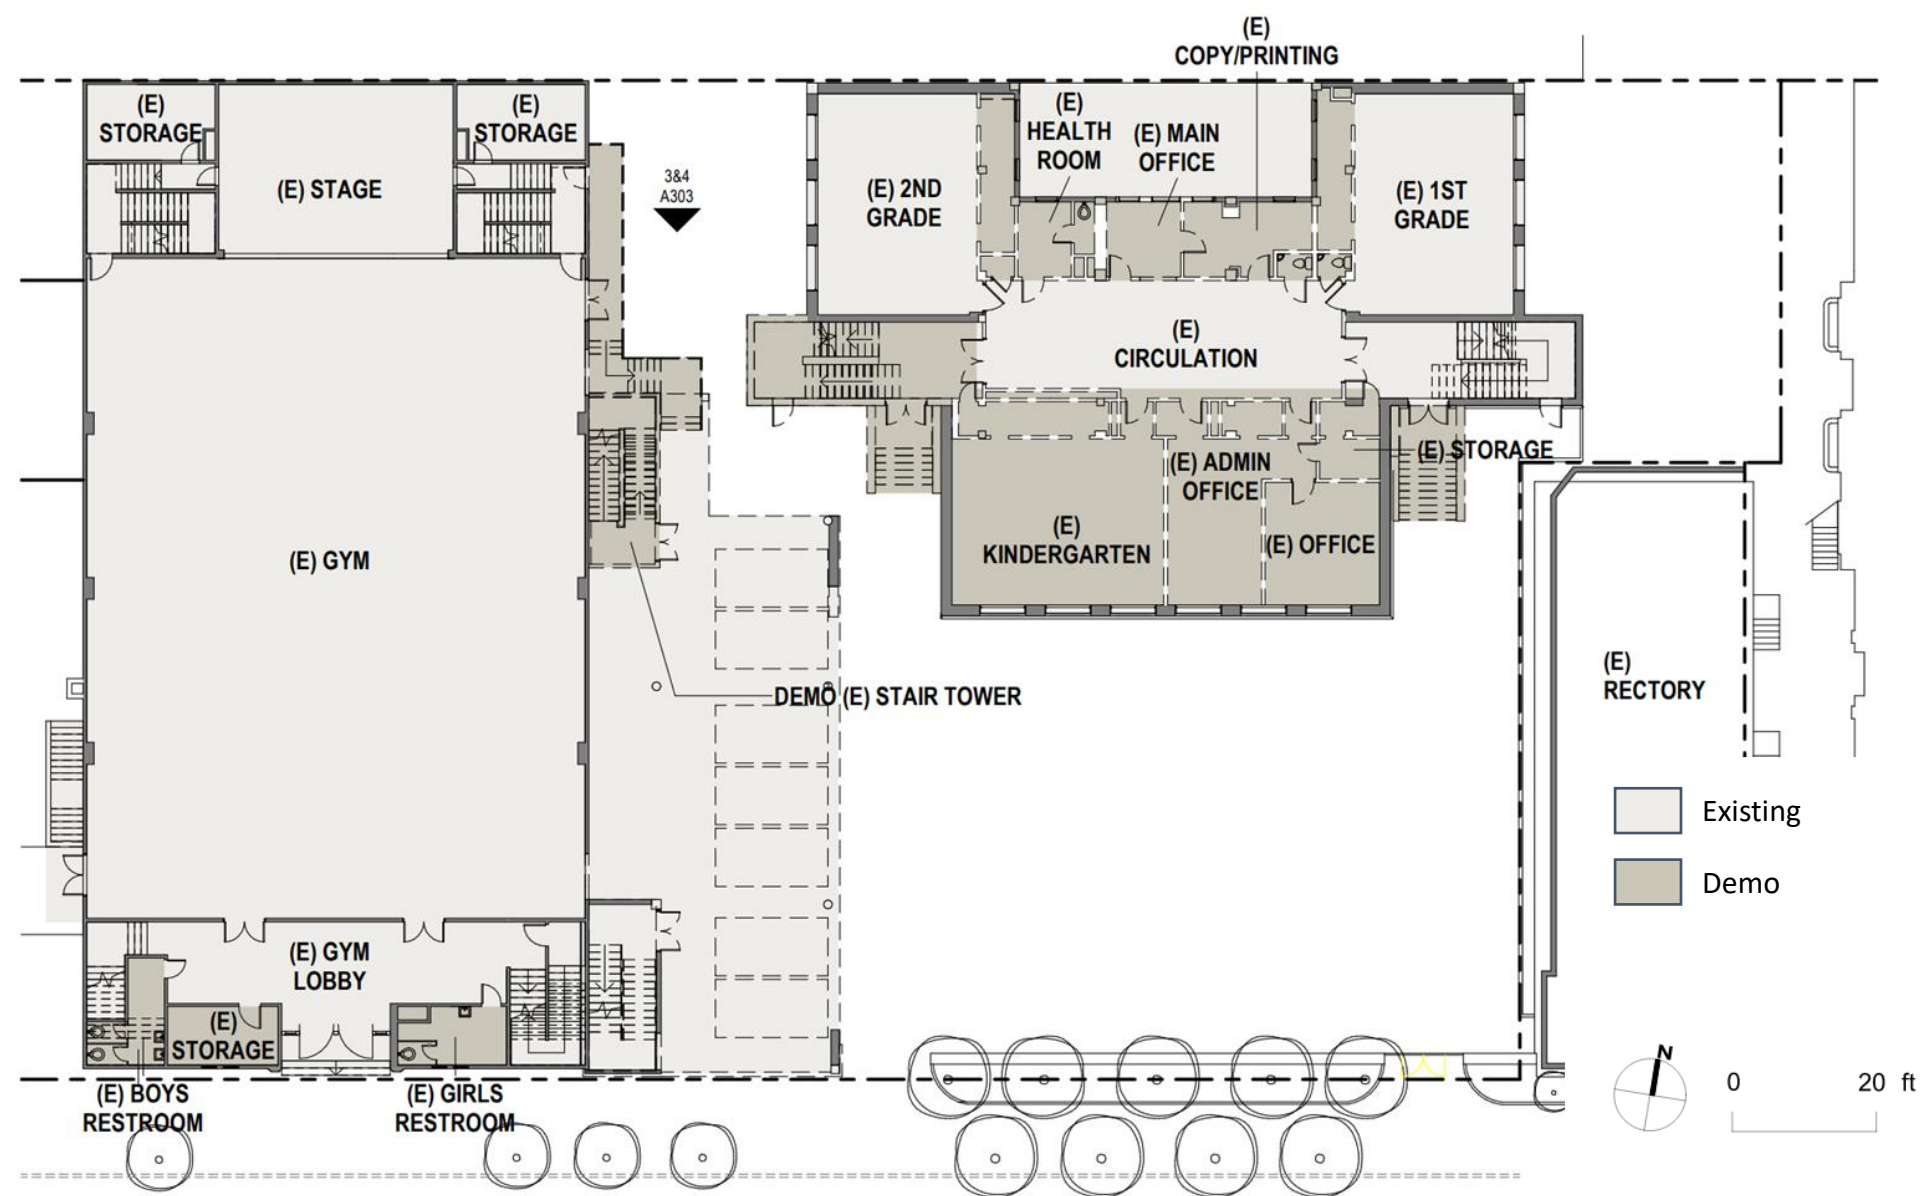 (E)
COPY/PRINTING
(E)
STORAGE
(E) STAGE
(E)
STORAGE
3&4
A303
(E) 2ND
GRADE
(E)
HEALTH
ROOM
(E) MAIN
OFFICE
(E) 1ST
GRADE
(E)
CIRCULATION
(E) GYM
(E)
KINDERGARTEN
(E) ADMIN
OFFICE
(E) STORAGE
(E) OFFICE
DEMO (E) STAIR TOWER
(E)
RECTORY
Existing
Demo
(E) GYM
LOBBY
(E)
STORAGE
(E) BOYS
RESTROOM
(E) GIRLS
RESTROOM
N
0 20 ft